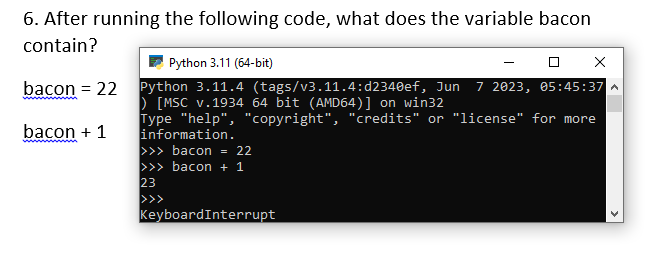 6. After running the following code, what does the variable bacon
contain?
bacon = 22
bacon + 1
Python 3.11 (64-bit)
Python 3.11.4 (tags/v3.11.4:d2340ef, Jun  7 2023, 05:45:37
) [MSC v.1934 64 bit (AMD64)] on win32
Type "help", "copyright", "credits" or "license" for more
information.
>>> bacon = 22
>>> bacon + 1
23
>>>
KeyboardInterrupt